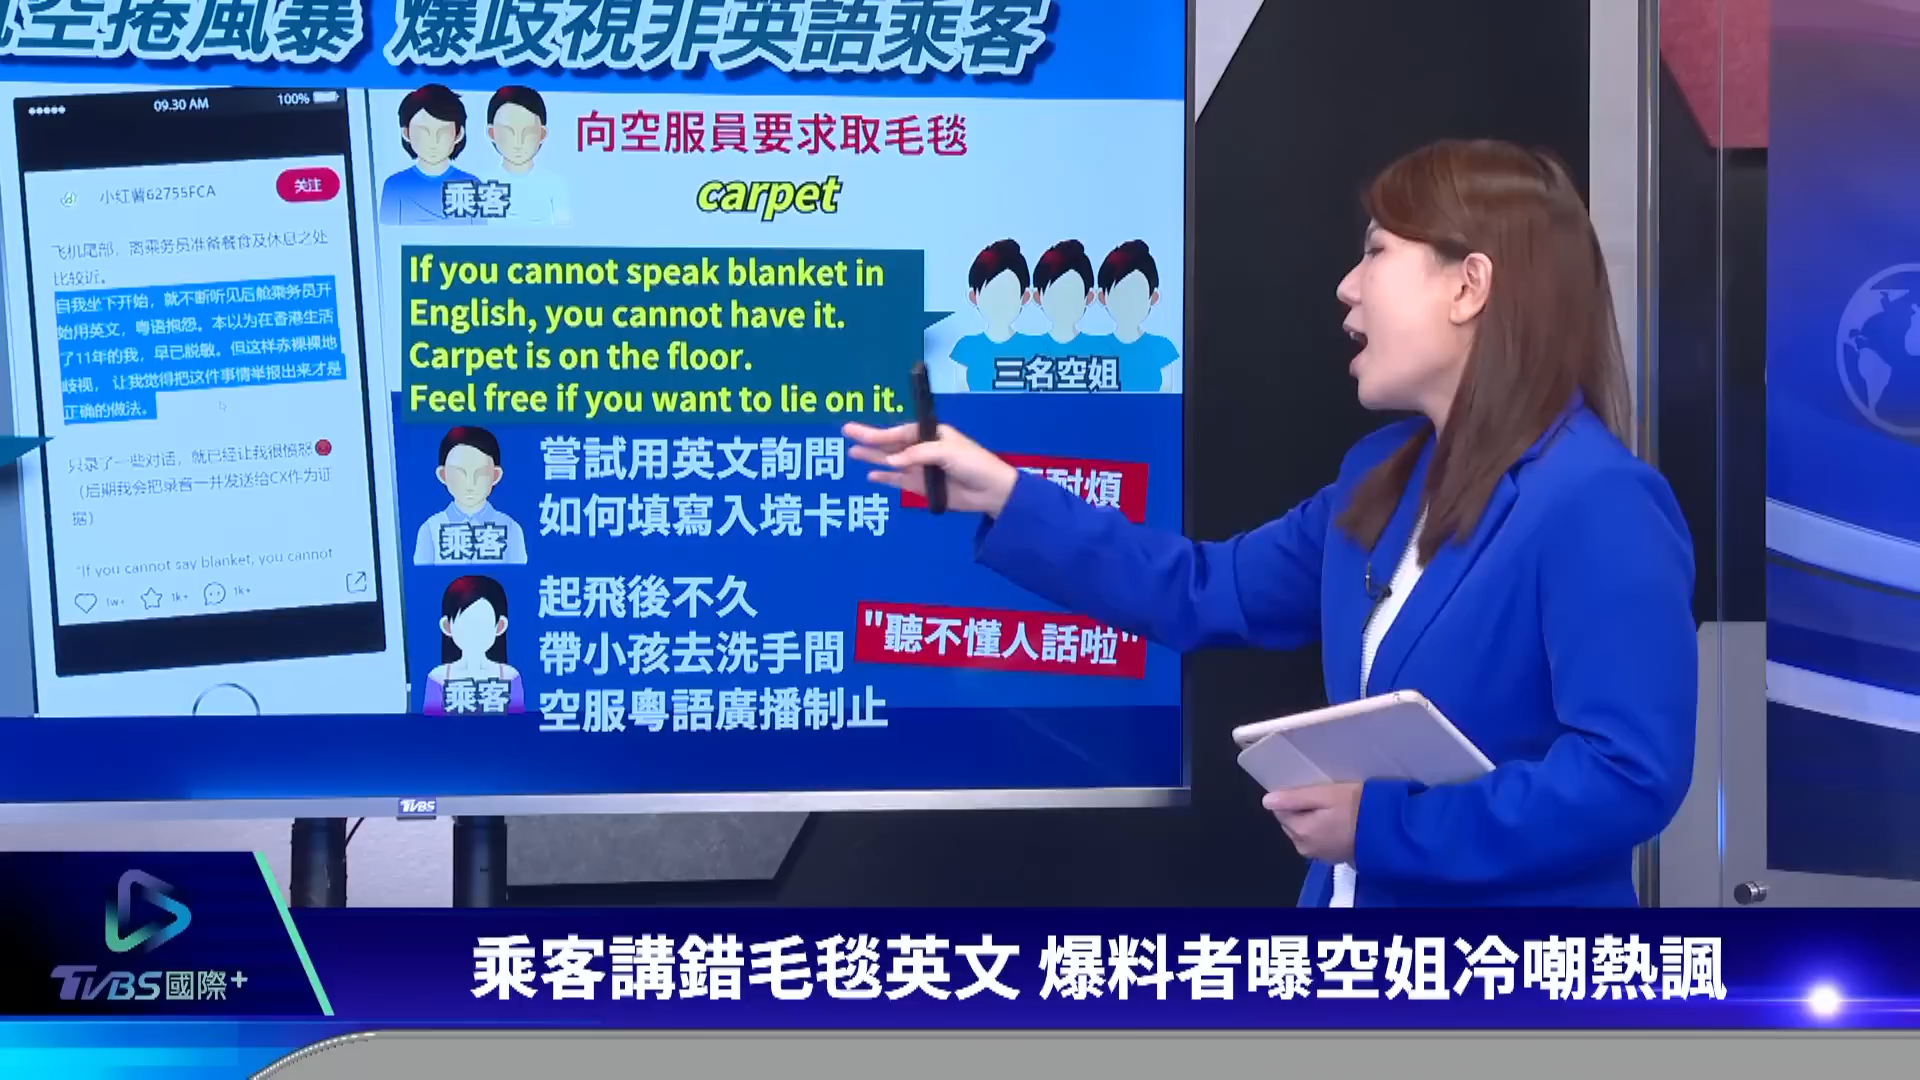 空捲風暴 爆歧視非英語乘客
09.30 AM
100%
小红薯62755FCA
关注
飞机尾部，离乘务员准备餐食及休息之处
比较近。
自我坐下开始，就不断听见后舱乘务员开
始用英文，粤语抱怨。本以为在香港生活
了11年的我，早已脱敏。但这样赤裸裸地
歧视，让我觉得把这件事情举报出来才是
正确的做法。
只录了一些对话，就已经让我很愤怒
（后期我会把录音一并发送给CX作为证
据）
"If you cannot say blanket, you cannot
1w+
1k+
1k+
向空服員要求取毛毯
乘客
carpet
If you cannot speak blanket in
English, you cannot have it.
Carpet is on the floor.
Feel free if you want to lie on it.
三名空姐
嘗試用英文詢問
如何填寫入境卡時
乘客
耐煩
起飛後不久
帶小孩去洗手間
空服粵語廣播制止
乘客
"聽不懂人話啦"
TVBS
TVBS國際+
乘客講錯毛毯英文 爆料者曝空姐冷嘲熱諷